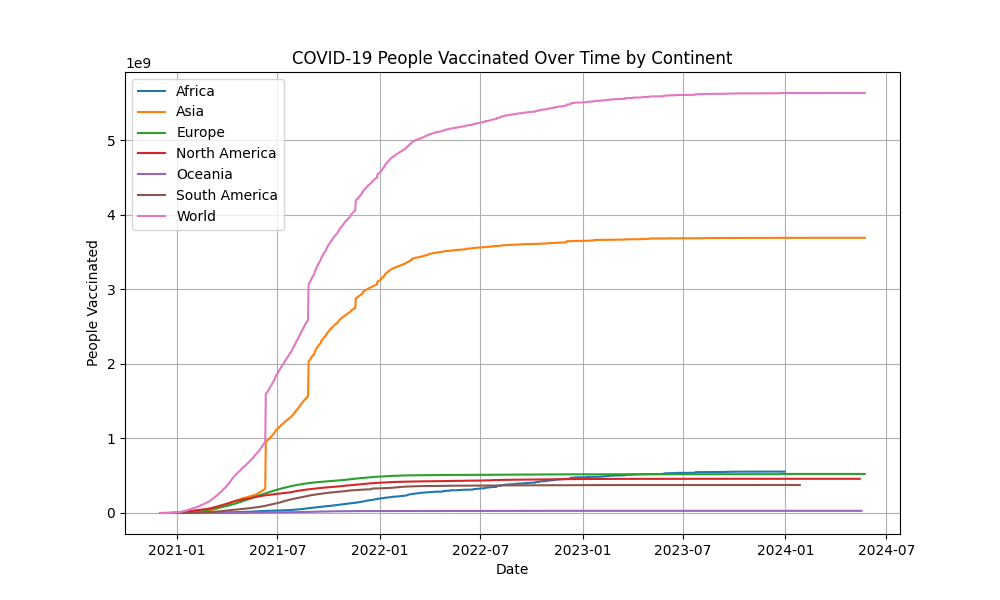 COVID-19 People Vaccinated Over Time by Continent
1e9
Africa
Asia
Europe
North America
Oceania
South America
World
People Vaccinated
5
4
3
2
1
0
2021-01 2021-07 2022-01 2022-07 2023-01 2023-07 2024-01 2024-07
Date